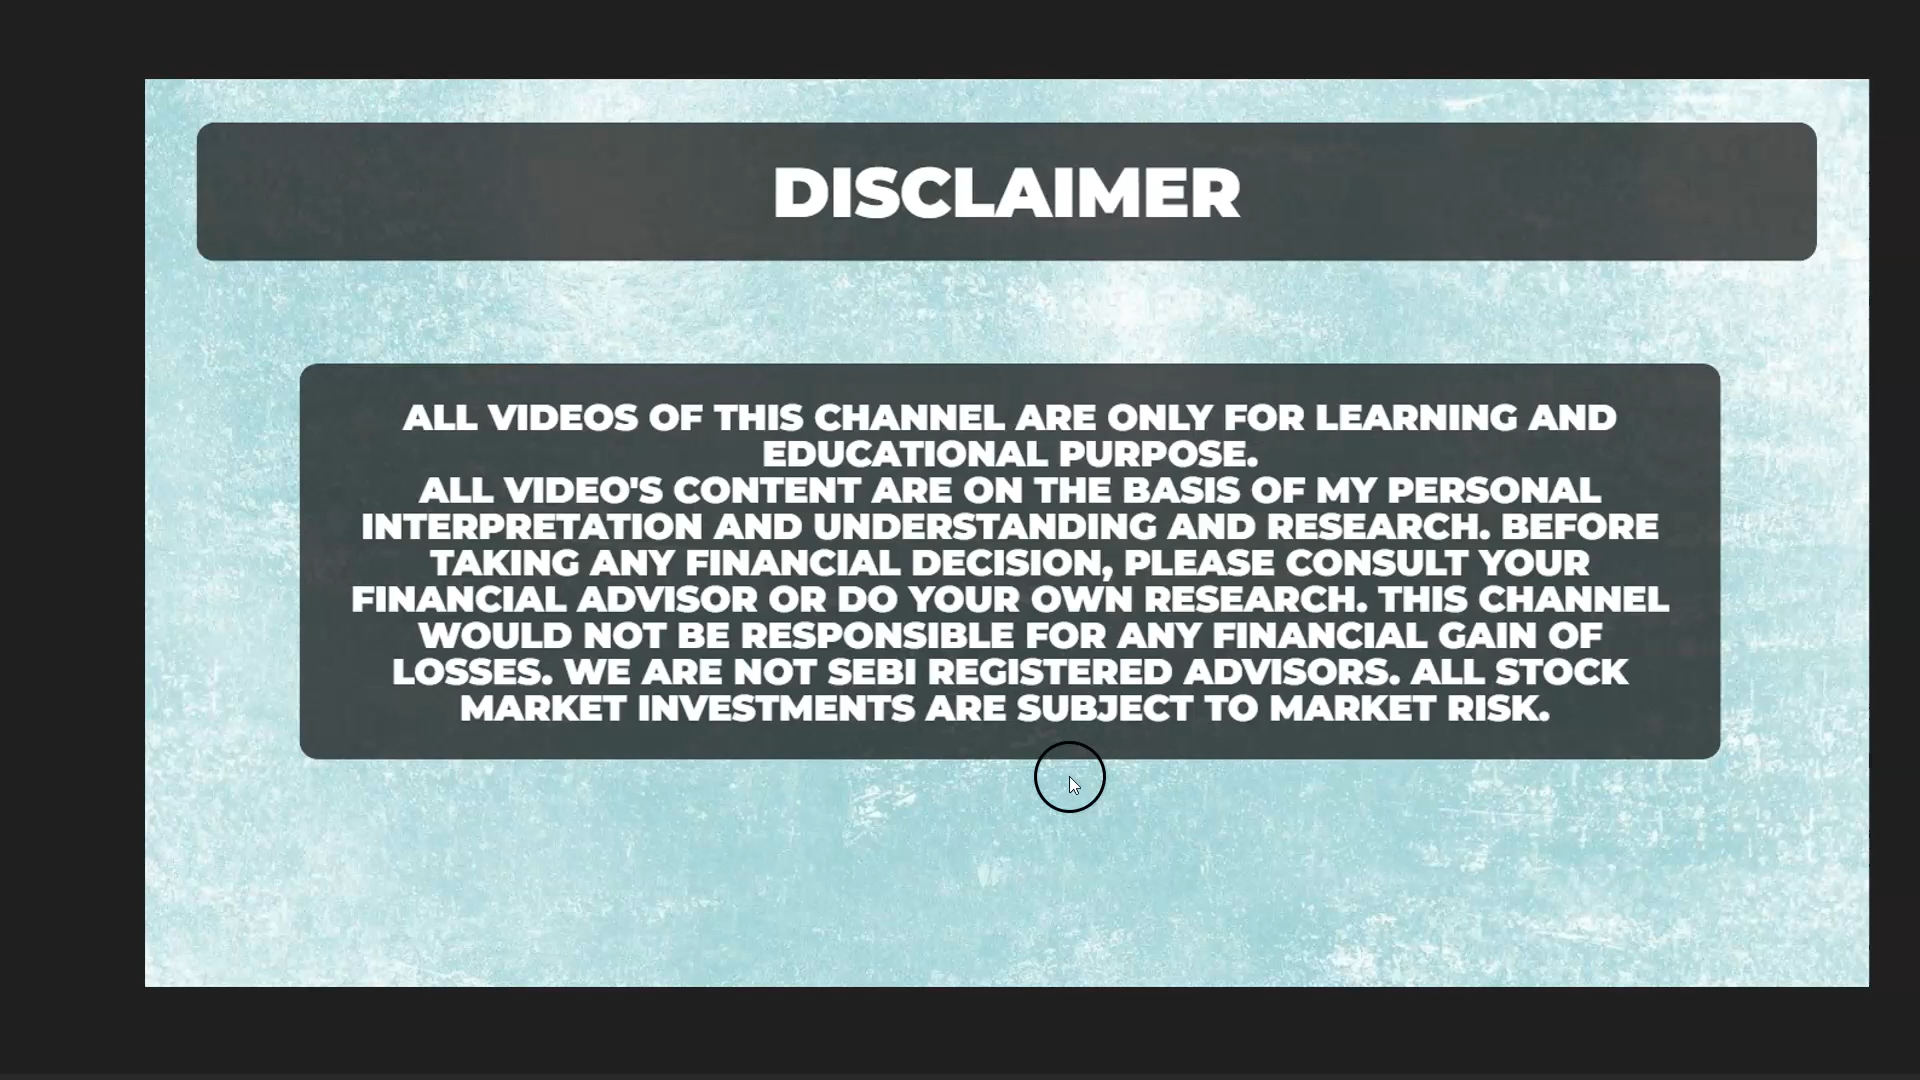 DISCLAIMER
ALL VIDEOS OF THIS CHANNEL ARE ONLY FOR LEARNING AND
EDUCATIONAL PURPOSE.
ALL VIDEO'S CONTENT ARE ON THE BASIS OF MY PERSONAL
INTERPRETATION AND UNDERSTANDING AND RESEARCH. BEFORE
TAKING ANY FINANCIAL DECISION, PLEASE CONSULT YOUR
FINANCIAL ADVISOR OR DO YOUR OWN RESEARCH. THIS CHANNEL
WOULD NOT BE RESPONSIBLE FOR ANY FINANCIAL GAIN OF
LOSSES. WE ARE NOT SEBI REGISTERED ADVISORS. ALL STOCK
MARKET INVESTMENTS ARE SUBJECT TO MARKET RISK.